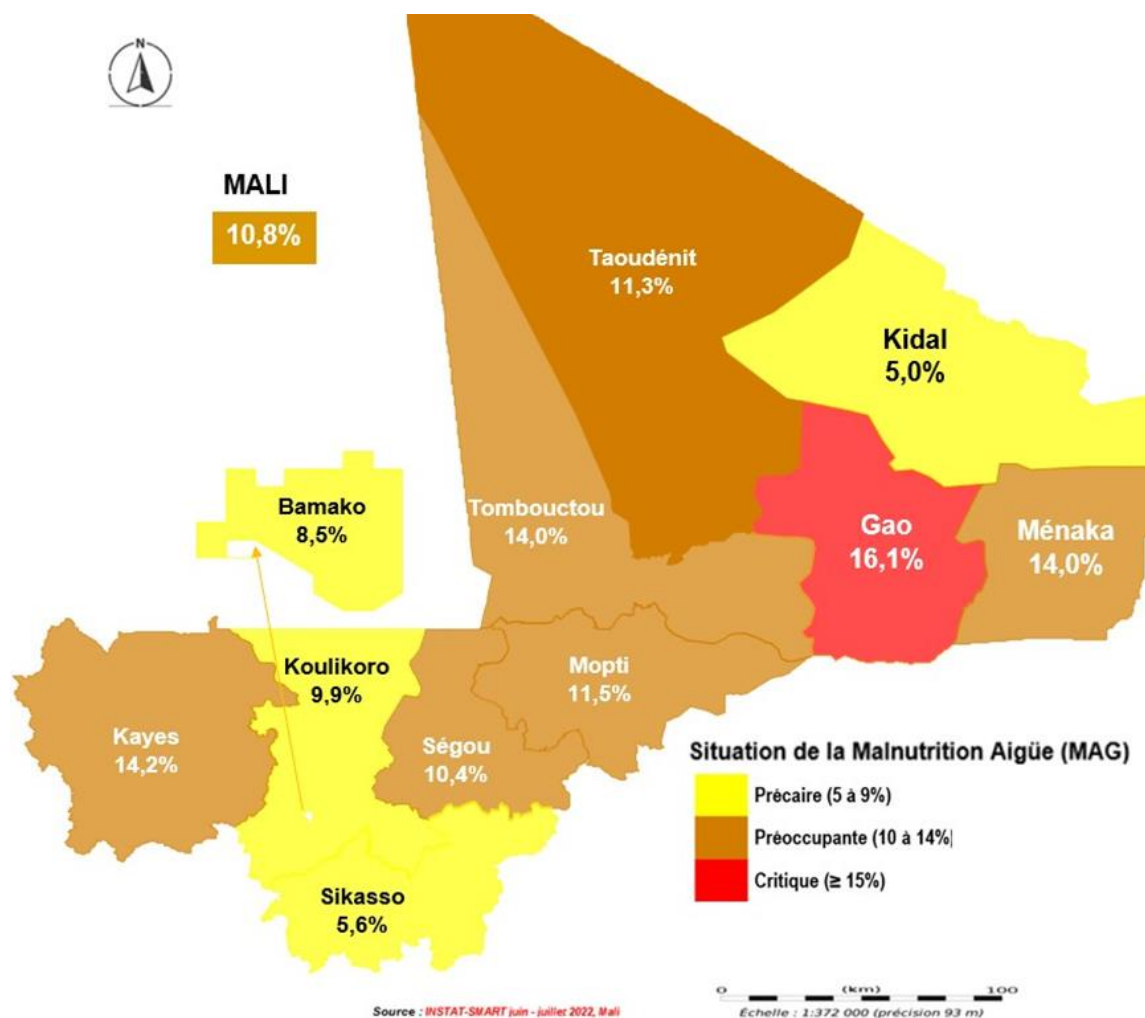 N
MALI
10,8%
Taoudénit
11,3%
Kidal
5,0%
Bamako
8,5%
Tombouctou
14,0%
Gao
16,1%
Ménaka
14,0%
Koulikoro
9,9%
Mopti
11,5%
Kayes
14,2%
Ségou
10,4%
Sikasso
5,6%
Situation de la Malnutrition Aigüe (MAG)
Précaire (5 à 9%)
Préoccupante (10 à 14%
Critique (≥ 15%)
0 (km) 100
Échelle : 1:372 000 (précision 93 m)
Source : INSTAT-SMART juin - juillet 2022, Mali